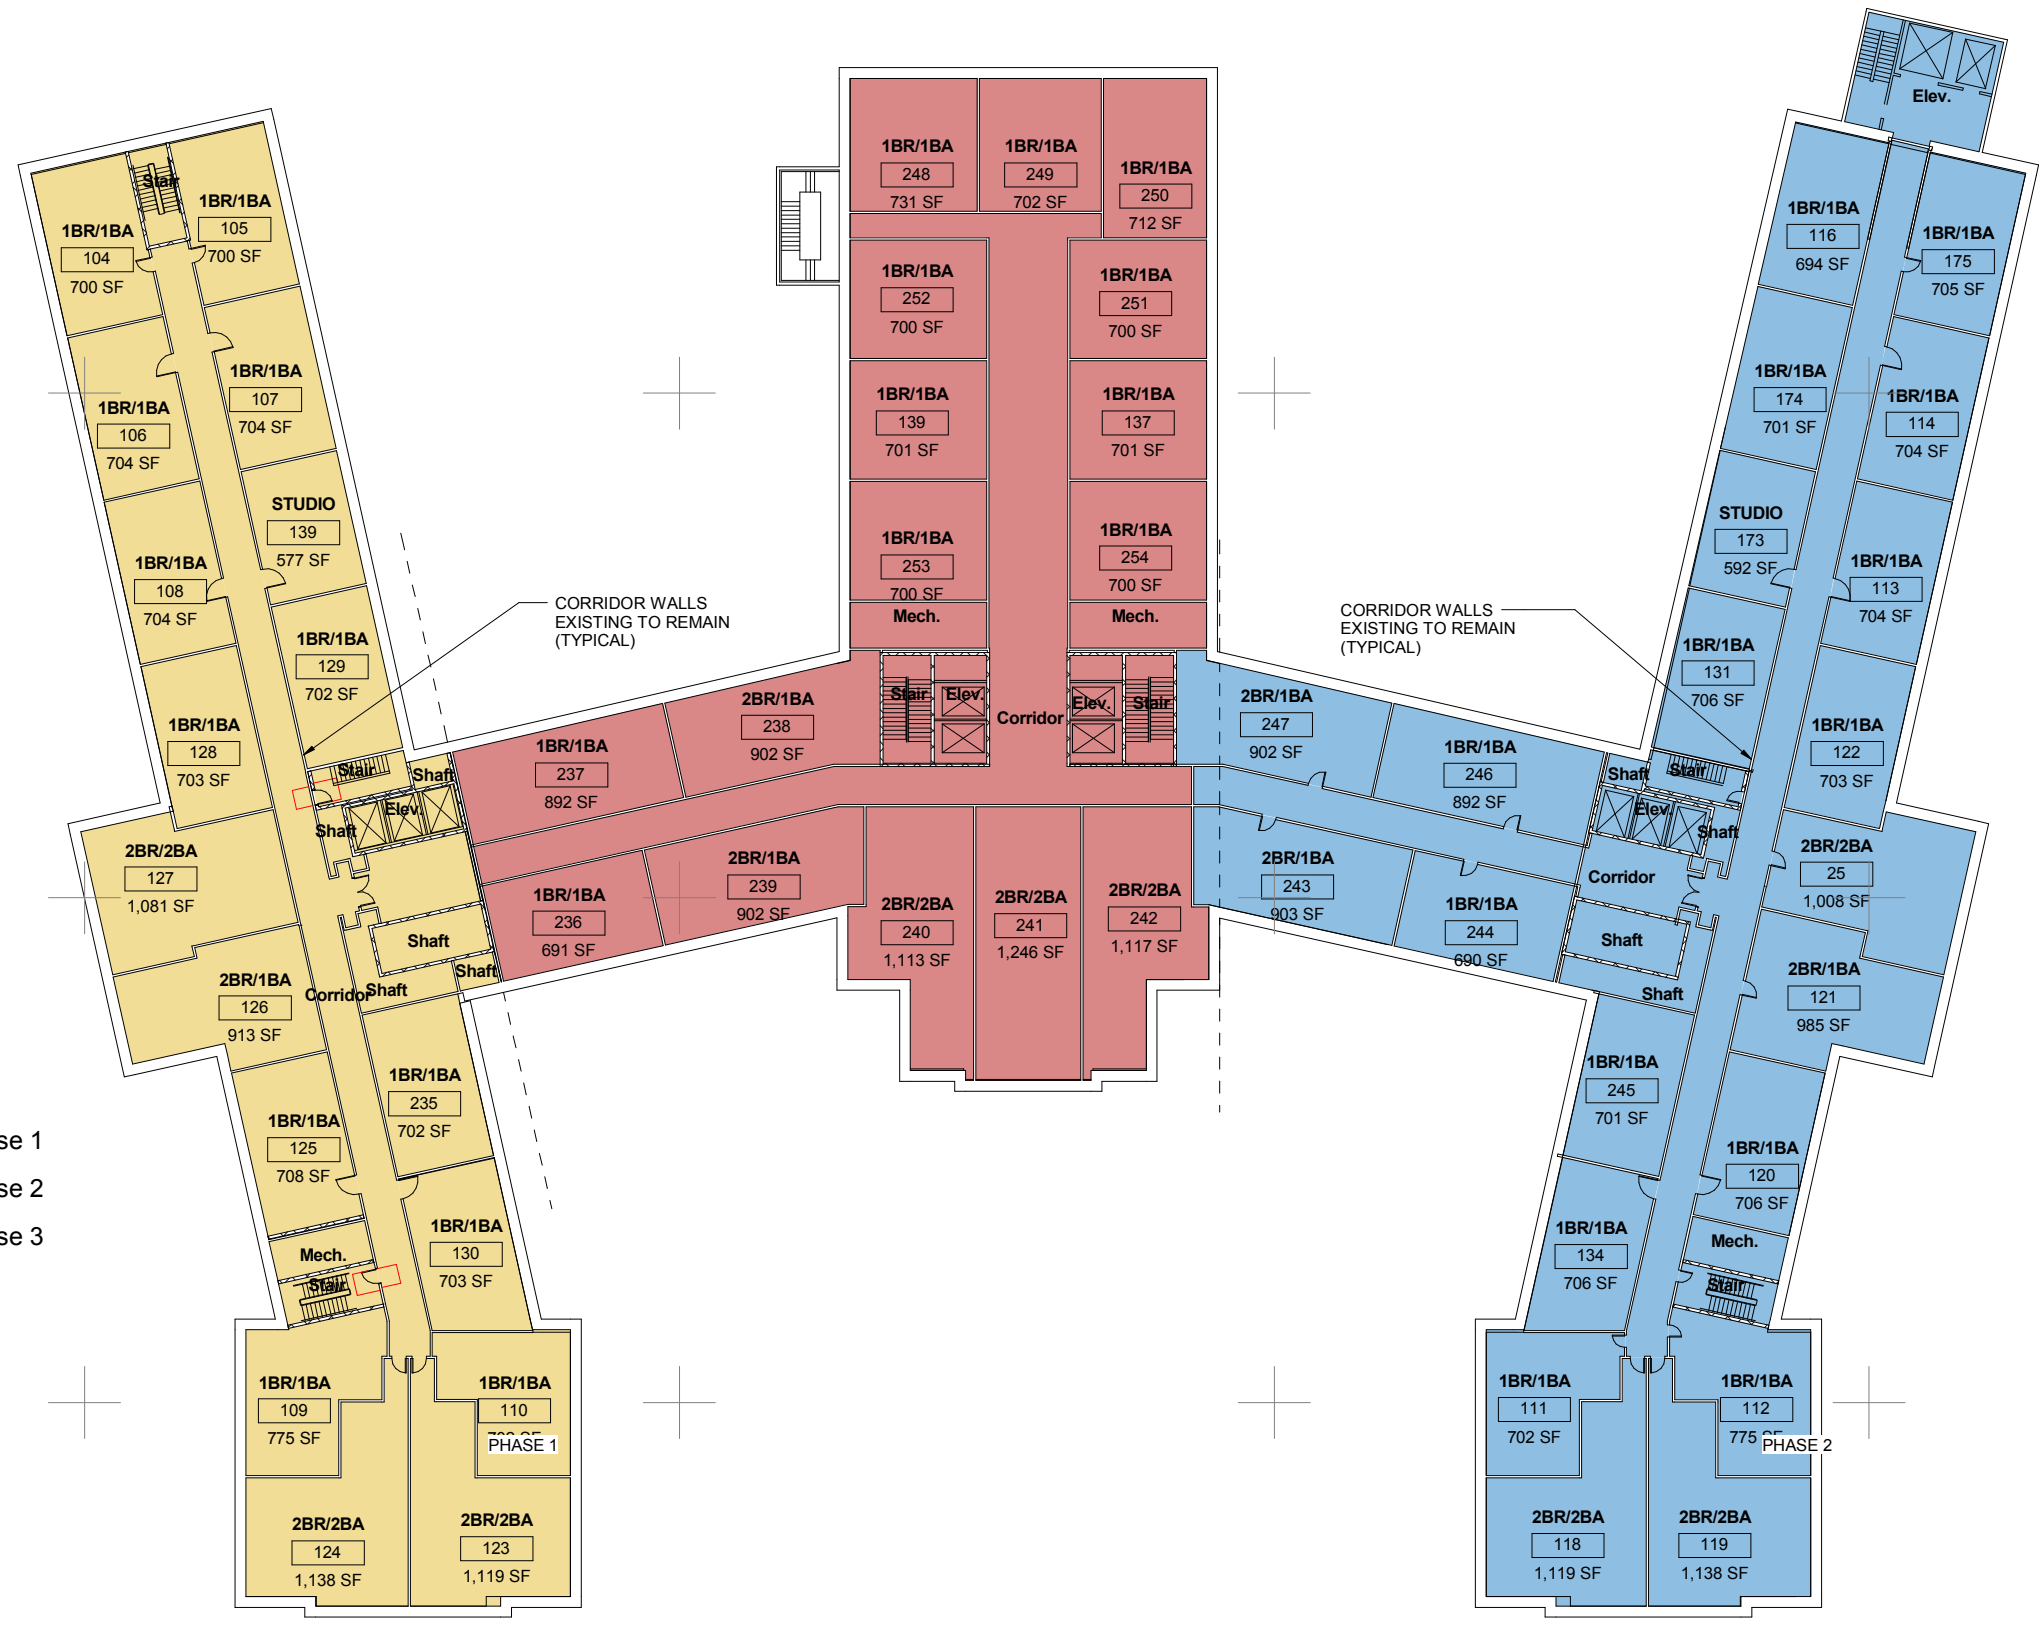 1BR/1BA
104
700 SF
Stair
1BR/1BA
105
700 SF
1BR/1BA
106
704 SF
1BR/1BA
107
704 SF
1BR/1BA
108
704 SF
STUDIO
139
577 SF
1BR/1BA
128
703 SF
1BR/1BA
129
702 SF
CORRIDOR WALLS
EXISTING TO REMAIN
(TYPICAL)
Stair
Shaft
Elev.
Shaft
2BR/2BA
127
1,081 SF
2BR/1BA
126
913 SF
Corridor
Shaft
Shaft
Shaft
1BR/1BA
125
708 SF
1BR/1BA
235
702 SF
1BR/1BA
130
703 SF
Mech.
Stair
1BR/1BA
109
775 SF
1BR/1BA
110
PHASE 1
2BR/2BA
124
1,138 SF
2BR/2BA
123
1,119 SF
se 1
se 2
se 3
1BR/1BA
248
731 SF
1BR/1BA
249
702 SF
1BR/1BA
250
712 SF
1BR/1BA
252
700 SF
1BR/1BA
251
700 SF
1BR/1BA
139
701 SF
1BR/1BA
137
701 SF
1BR/1BA
253
700 SF
1BR/1BA
254
700 SF
Mech.
Mech.
Stair
Elev.
Corridor
Elev.
Stair
2BR/1BA
238
902 SF
1BR/1BA
237
892 SF
1BR/1BA
236
691 SF
2BR/1BA
239
902 SF
2BR/2BA
240
1,113 SF
2BR/2BA
241
1,246 SF
2BR/2BA
242
1,117 SF
2BR/1BA
247
902 SF
1BR/1BA
246
892 SF
2BR/1BA
243
903 SF
1BR/1BA
244
690 SF
CORRIDOR WALLS
EXISTING TO REMAIN
(TYPICAL)
Elev.
1BR/1BA
116
694 SF
1BR/1BA
175
705 SF
1BR/1BA
174
701 SF
1BR/1BA
114
704 SF
STUDIO
173
592 SF
1BR/1BA
113
704 SF
1BR/1BA
131
706 SF
1BR/1BA
122
703 SF
Shaft
Stair
Elev.
Shaft
Corridor
Shaft
Shaft
2BR/2BA
25
1,008 SF
2BR/1BA
121
985 SF
1BR/1BA
245
701 SF
1BR/1BA
120
706 SF
1BR/1BA
134
706 SF
Mech.
Stair
1BR/1BA
111
702 SF
1BR/1BA
112
775
PHASE 2
2BR/2BA
118
1,119 SF
2BR/2BA
119
1,138 SF